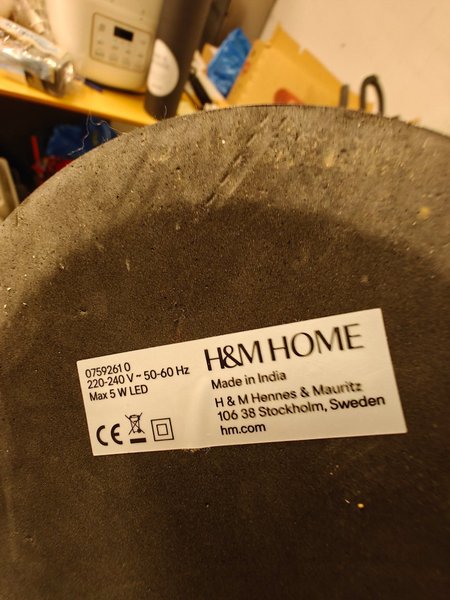 0759261 0
220-240 V ~ 50-60 Hz
Max 5 W LED
CE
H&M HOME
Made in India
H & M Hennes & Mauritz
106 38 Stockholm, Sweden
hm.com